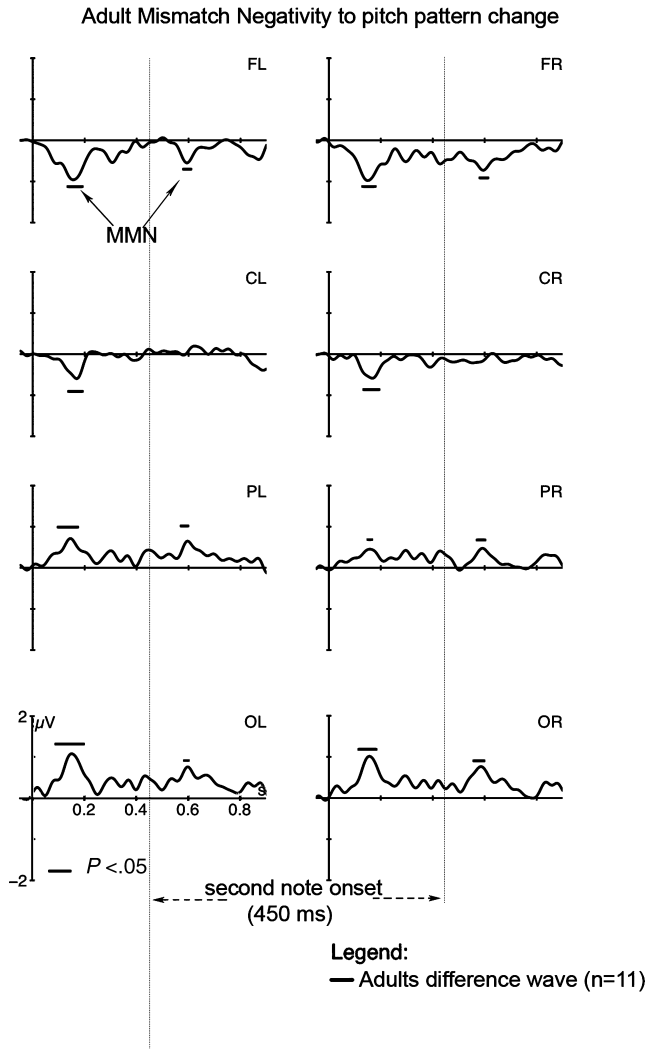 Adult Mismatch Negativity to pitch pattern change
FL FR
MMN
CL CR
PL PR
2 µV OL OR
s
0.2 0.4 0.6 0.8
P <.05
−2
second note onset
(450 ms)
Legend:
Adults difference wave (n=11)